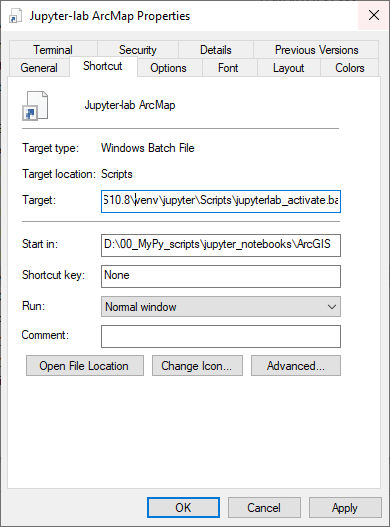 Jupyter-lab ArcMap Properties
Terminal Security Details Previous Versions
General Shortcut Options Font Layout Colors
Jupyter-lab ArcMap
Target type: Windows Batch File
Target location: Scripts
Target: S10.8\venv\jupyter\Scripts\jupyterlab_activate.ba
Start in: D:\00_MyPy_scripts\jupyter_notebooks\ArcGIS
Shortcut key: None
Run: Normal window
Comment:
Open File Location Change Icon... Advanced...
OK Cancel Apply